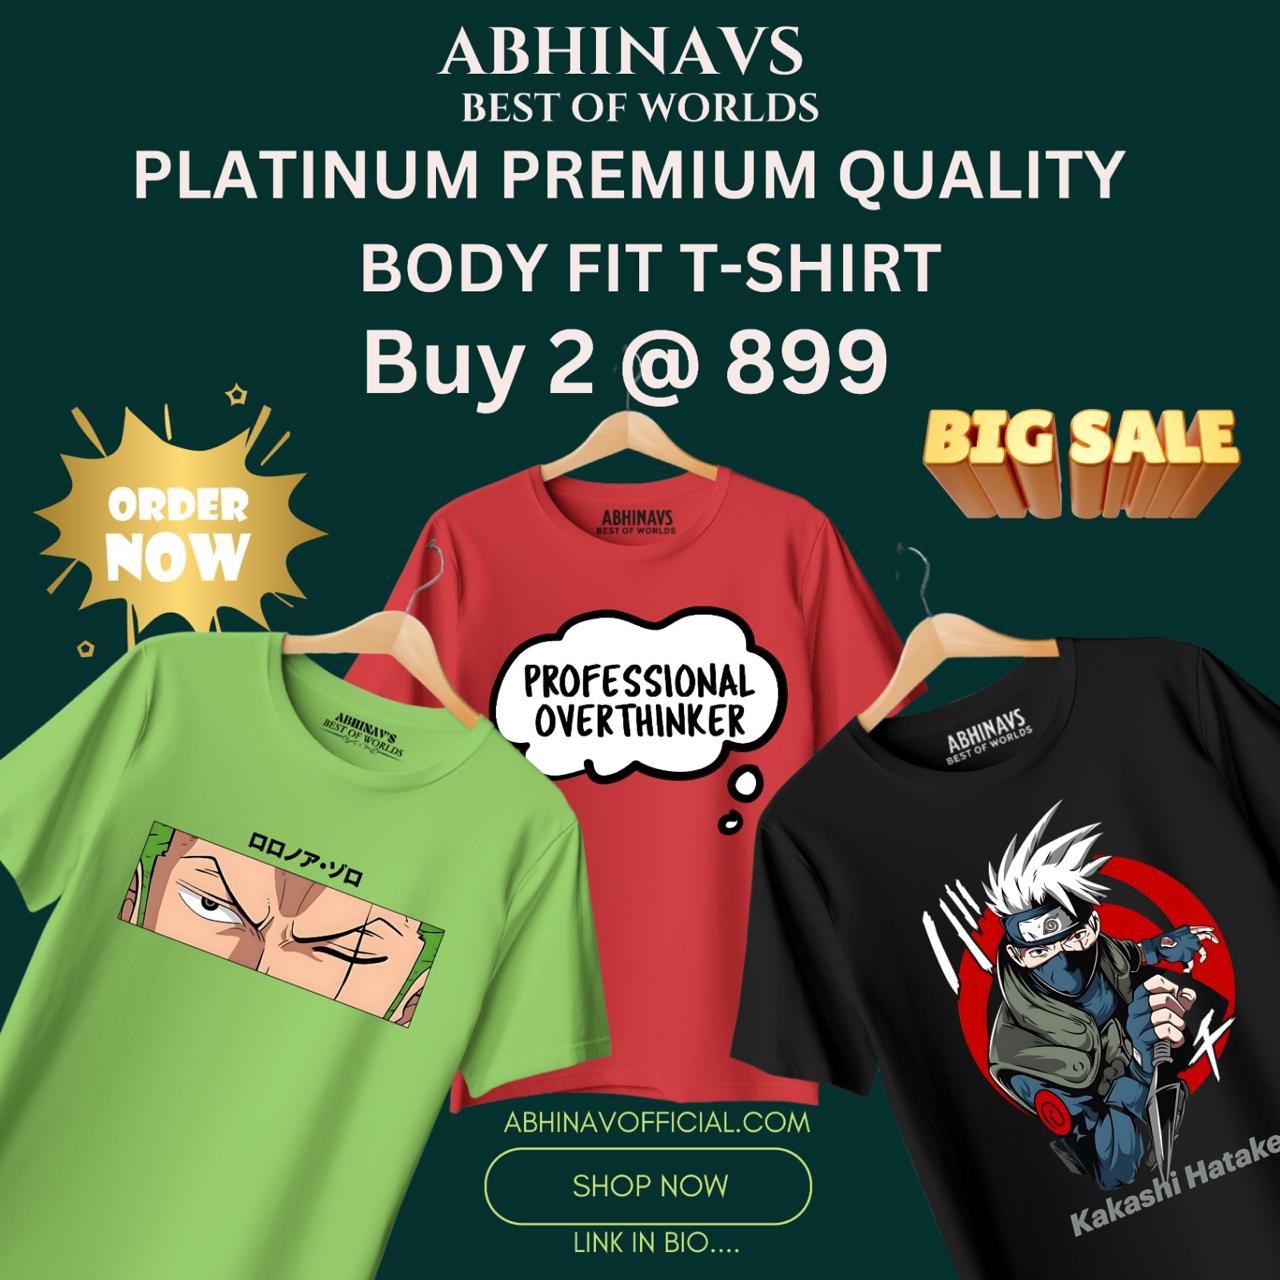 ABHINAVS
BEST OF WORLDS
PLATINUM PREMIUM QUALITY
BODY FIT T-SHIRT
Buy 2 @ 899
BIG SALE
ORDER
NOW
ABHINAVS
BEST OF WORLDS
PROFESSIONAL
OVERTHINKER
ABHINAV'S
BEST OF WORLDS
ロロノア・ゾロ
ABHINAVS
BEST OF WORLDS
Kakashi Hatake
ABHINAVOFFICIAL.COM
SHOP NOW
LINK IN BIO....